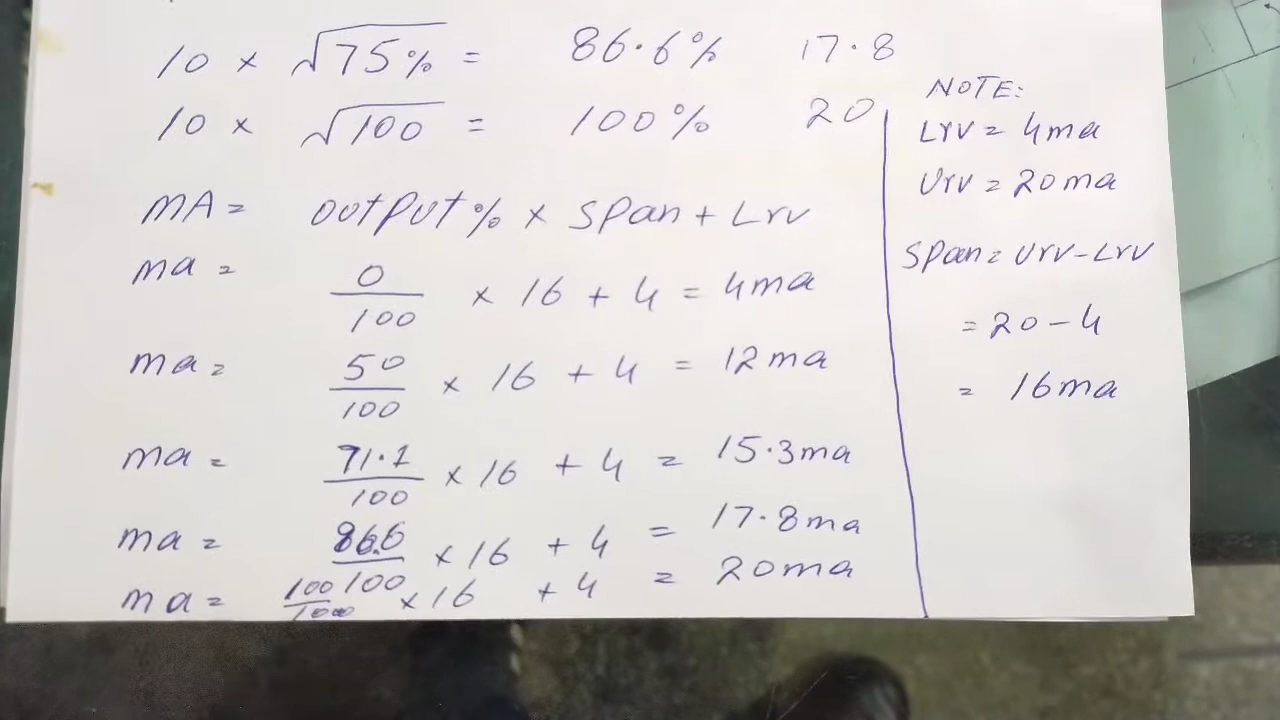 10 × √75% = 86.6% 17.8
10 × √100 = 100% 20
MA = output% × Span + Lrv
ma = 0/100 × 16 + 4 = 4ma
ma = 50/100 × 16 + 4 = 12ma
ma = 71.1/100 × 16 + 4 = 15.3ma
ma = 86.6/100 × 16 + 4 = 17.8ma
ma = 100/100 × 16 + 4 = 20ma
NOTE:
Lrv = 4ma
Urv = 20ma
Span = Urv - Lrv
= 20 - 4
= 16ma